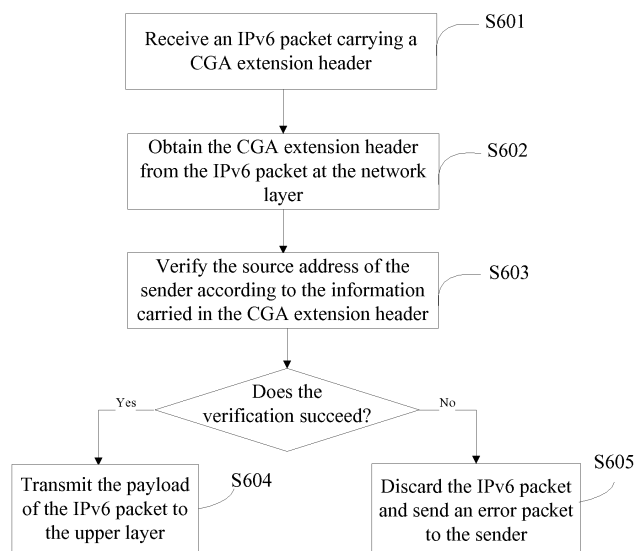 Receive an IPv6 packet carrying a
CGA extension header
S601
Obtain the CGA extension header
from the IPv6 packet at the network
layer
S602
Verify the source address of the
sender according to the information
carried in the CGA extension header
S603
Does the
verification succeed?
Yes
No
Transmit the payload
of the IPv6 packet to
the upper layer
S604
Discard the IPv6 packet
and send an error packet
to the sender
S605